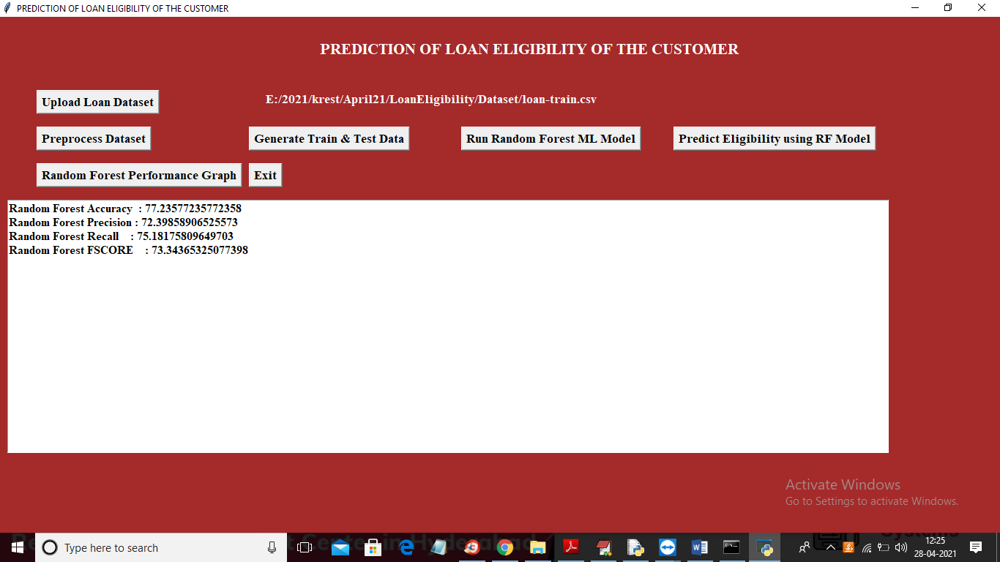 PREDICTION OF LOAN ELIGIBILITY OF THE CUSTOMER
PREDICTION OF LOAN ELIGIBILITY OF THE CUSTOMER
Upload Loan Dataset
E:/2021/krest/April21/LoanEligibility/Dataset/loan-train.csv
Preprocess Dataset
Generate Train & Test Data
Run Random Forest ML Model
Predict Eligibility using RF Model
Random Forest Performance Graph
Exit
Random Forest Accuracy : 77.23577235772358
Random Forest Precision : 72.39858906525573
Random Forest Recall : 75.18175809649703
Random Forest FSCORE : 73.34365325077398
Activate Windows
Go to Settings to activate Windows.
Type here to search
12:25
28-04-2021